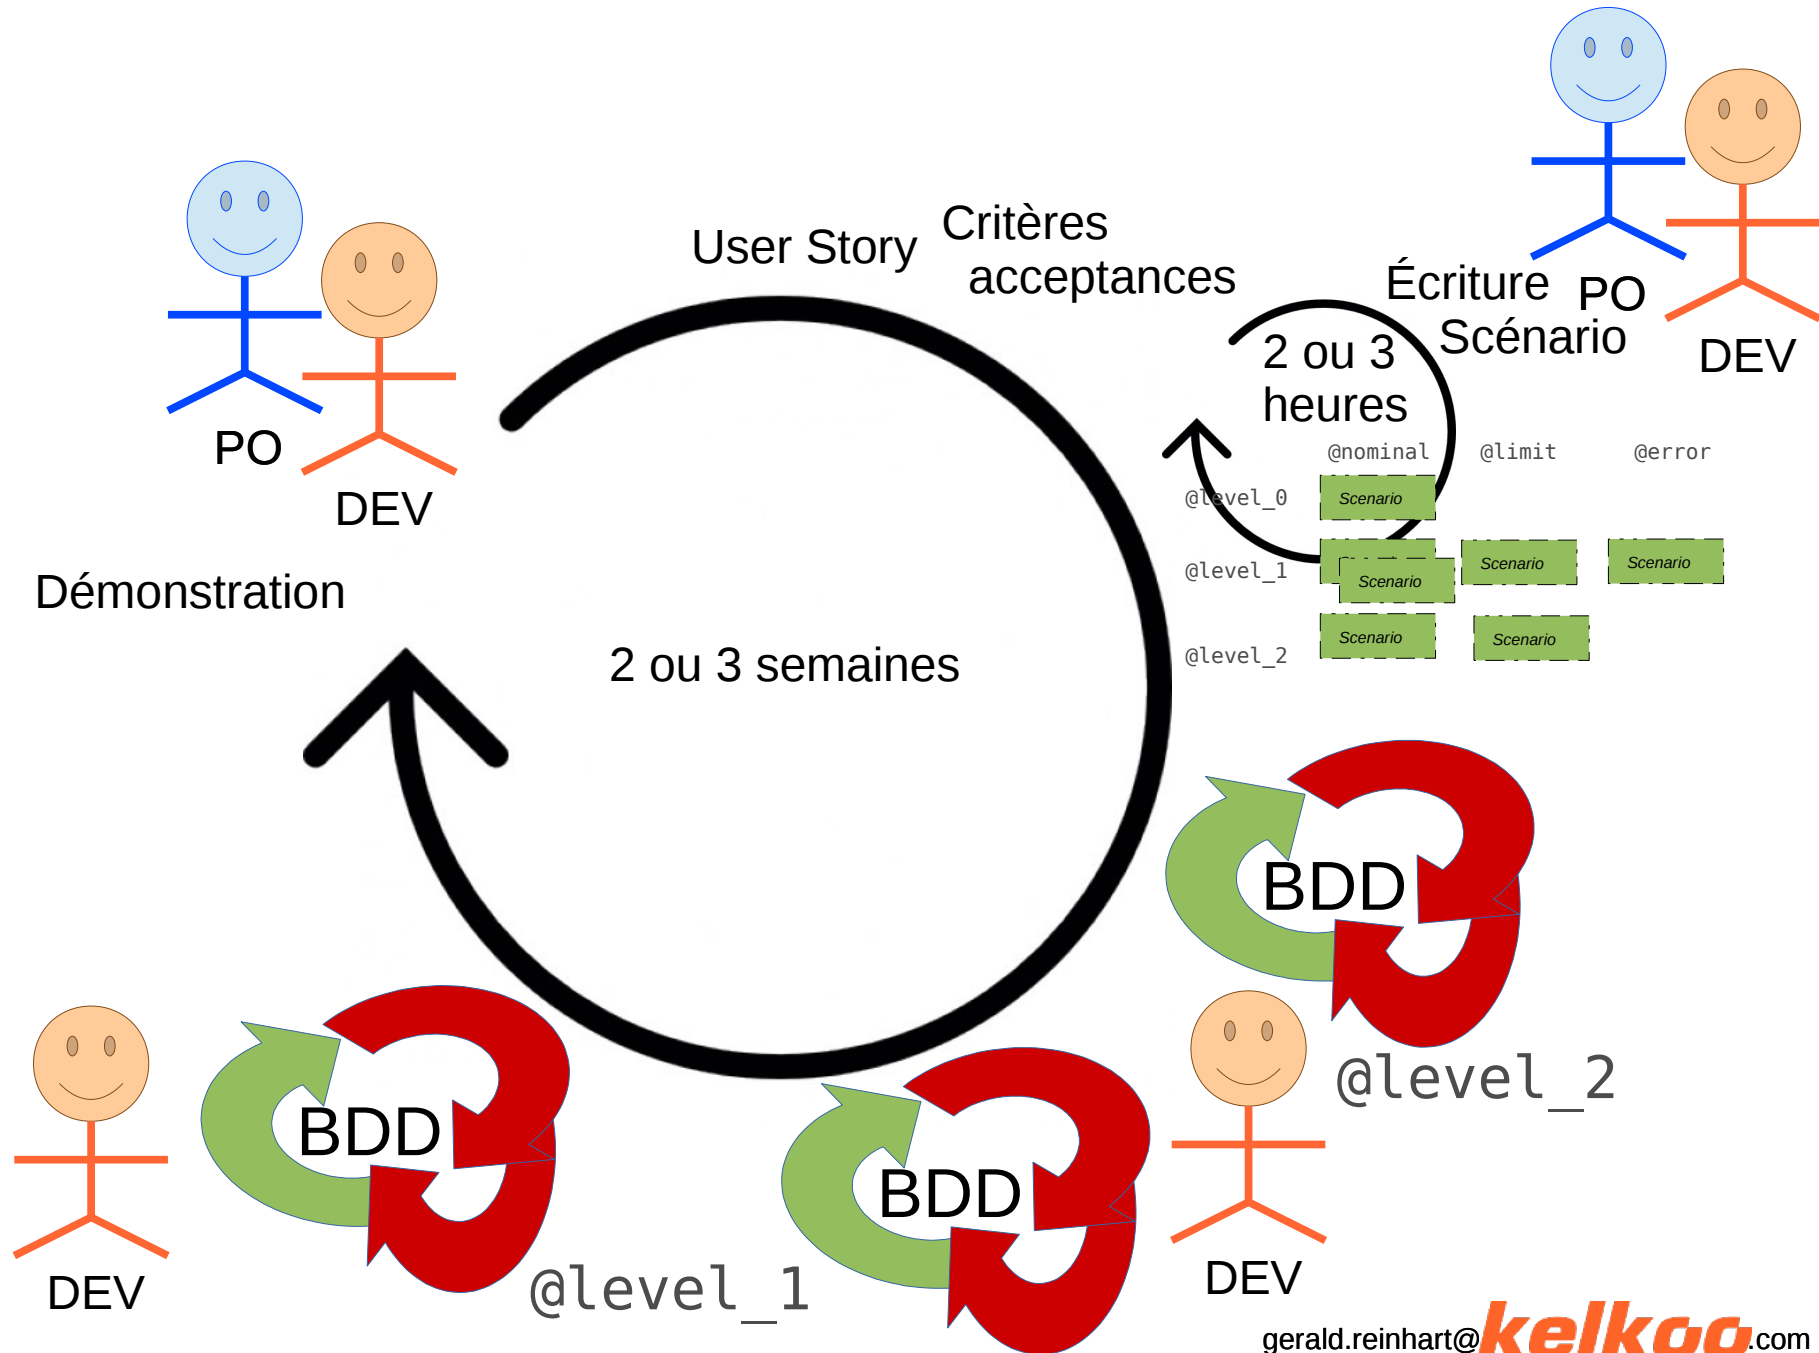 User Story
Critères
acceptances
Écriture
Scénario
PO
DEV
2 ou 3
heures
@nominal @limit @error
@level_0
Scenario
@level_1
Scenario
Scenario
Scenario
@level_2
Scenario
Scenario
PO
DEV
Démonstration
2 ou 3 semaines
BDD
@level_2
BDD
DEV
BDD
@level_1
DEV
gerald.reinhart@kelkoo.com